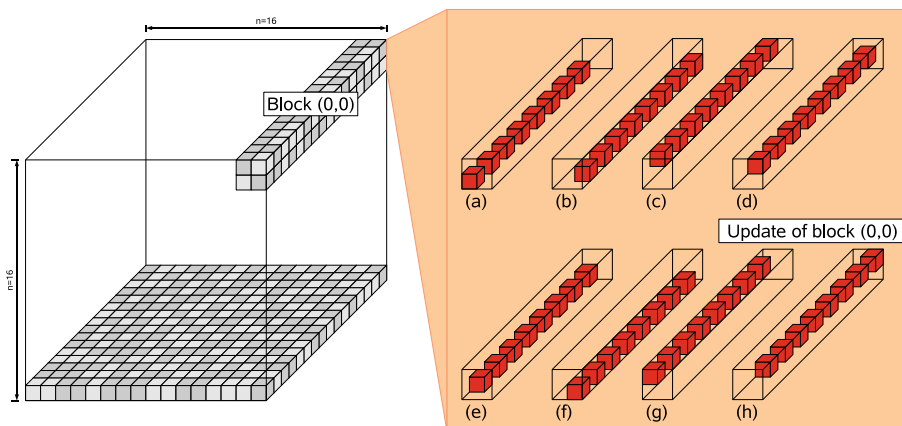 n=16
Block (0,0)
n=16
(a) (b) (c) (d)
Update of block (0,0)
(e) (f) (g) (h)